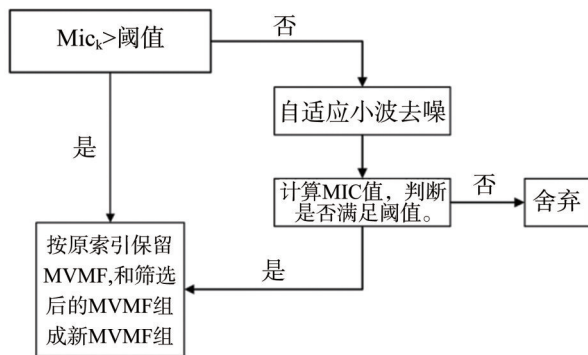 Micₖ>阈值
否
自适应小波去噪
是
计算MIC值，判断
是否满足阈值。
否
舍弃
按原索引保留
MVMF,和筛选
后的MVMF组
成新MVMF组
是